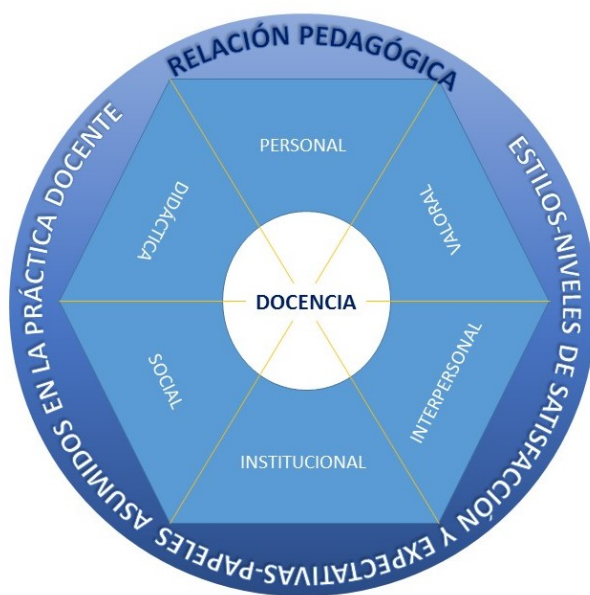 RELACIÓN PEDAGÓGICA
ESTILOS-NIVELES DE SATISFACCIÓN Y EXPECTATIVAS-PAPELES ASUMIDOS EN LA PRÁCTICA DOCENTE
PERSONAL
DIDÁCTICA
VALORAL
DOCENCIA
SOCIAL
INTERPERSONAL
INSTITUCIONAL